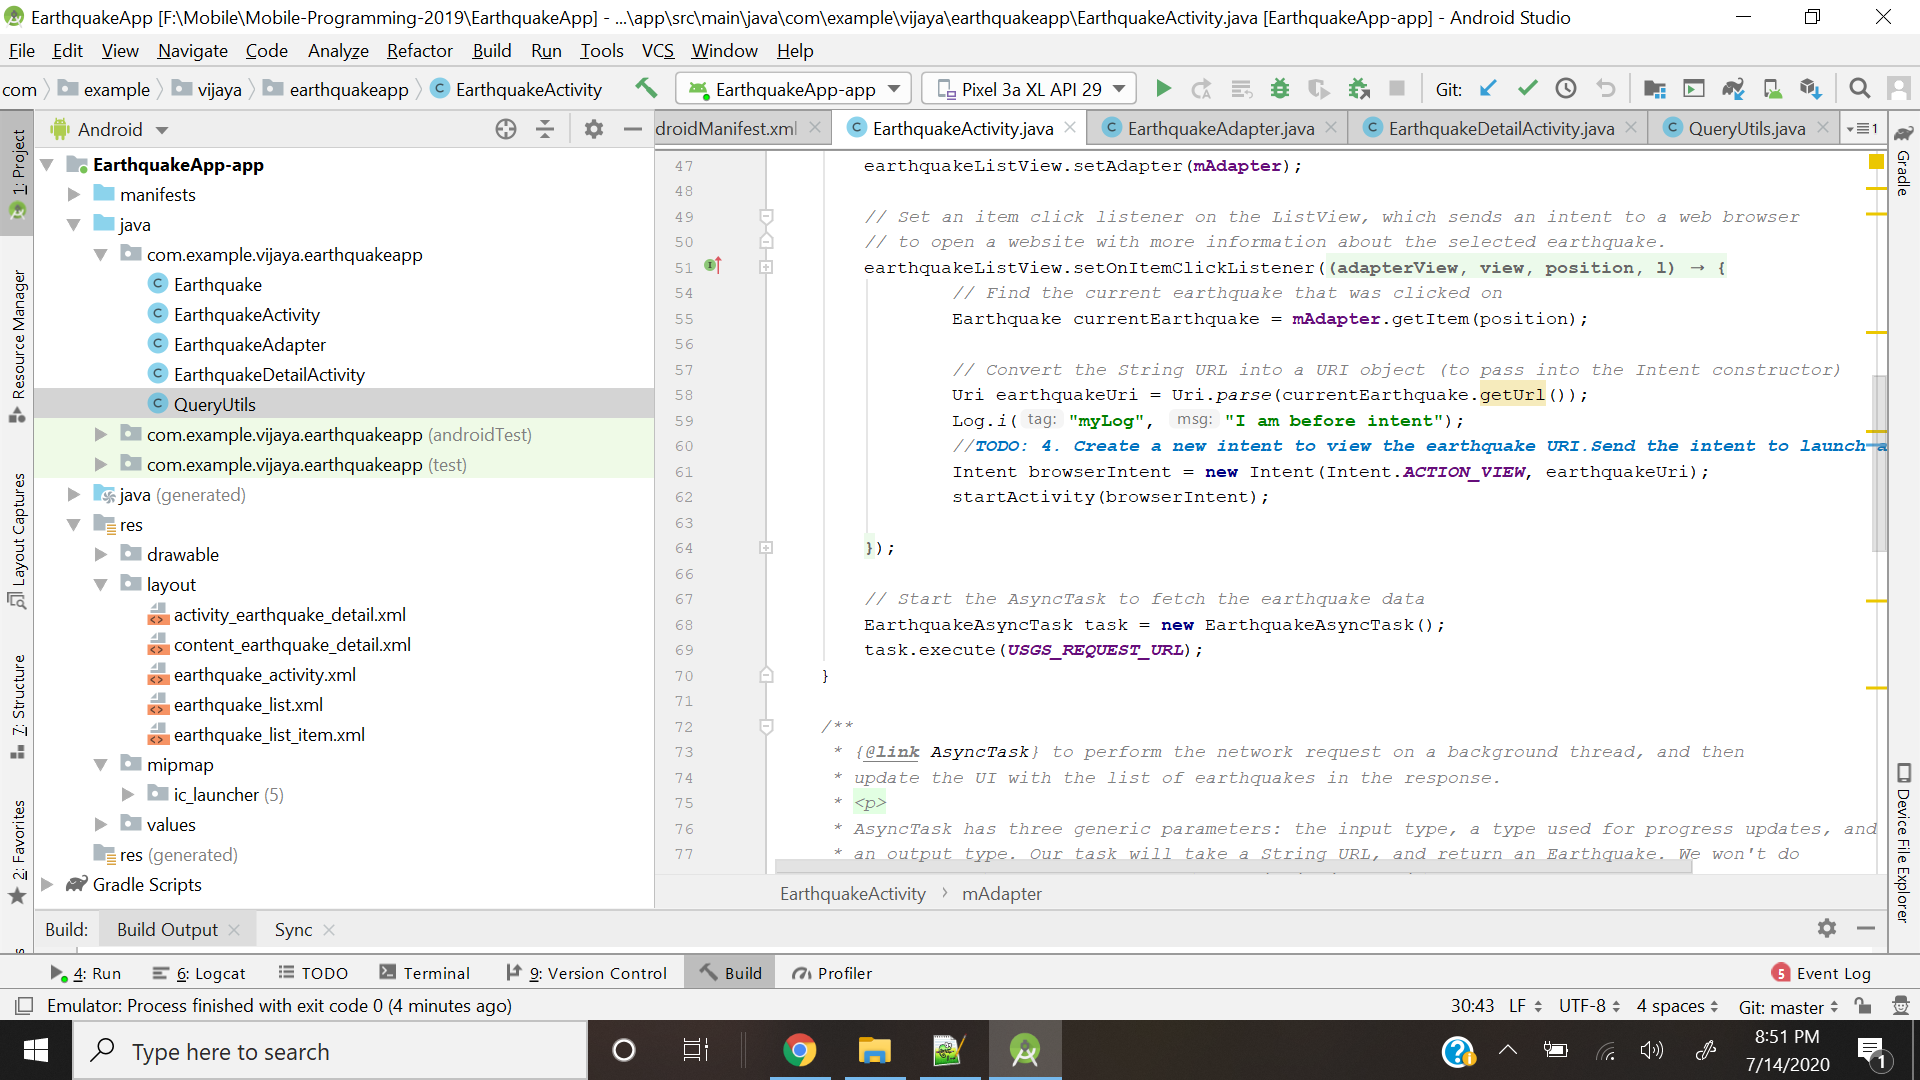 EarthquakeApp [F:\Mobile\Mobile-Programming-2019\EarthquakeApp] - ...\app\src\main\java\com\example\vijaya\earthquakeapp\EarthquakeActivity.java [EarthquakeApp-app] - Android Studio
File Edit View Navigate Code Analyze Refactor Build Run Tools VCS Window Help
com example vijaya earthquakeapp EarthquakeActivity EarthquakeApp-app Pixel 3a XL API 29 Git:
Android
droidManifest.xml EarthquakeActivity.java EarthquakeAdapter.java EarthquakeDetailActivity.java QueryUtils.java 1
1: Project
Resource Manager
Layout Captures
7: Structure
2: Favorites
EarthquakeApp-app
manifests
java
com.example.vijaya.earthquakeapp
Earthquake
EarthquakeActivity
EarthquakeAdapter
EarthquakeDetailActivity
QueryUtils
com.example.vijaya.earthquakeapp (androidTest)
com.example.vijaya.earthquakeapp (test)
java (generated)
res
drawable
layout
activity_earthquake_detail.xml
content_earthquake_detail.xml
earthquake_activity.xml
earthquake_list.xml
earthquake_list_item.xml
mipmap
ic_launcher (5)
values
res (generated)
Gradle Scripts
47 earthquakeListView.setAdapter(mAdapter);
48
49 // Set an item click listener on the ListView, which sends an intent to a web browser
50 // to open a website with more information about the selected earthquake.
51 earthquakeListView.setOnItemClickListener((adapterView, view, position, l) → {
54 // Find the current earthquake that was clicked on
55 Earthquake currentEarthquake = mAdapter.getItem(position);
56
57 // Convert the String URL into a URI object (to pass into the Intent constructor)
58 Uri earthquakeUri = Uri.parse(currentEarthquake.getUrl());
59 Log.i( tag: "myLog", msg: "I am before intent");
60 //TODO: 4. Create a new intent to view the earthquake URI.Send the intent to launch a
61 Intent browserIntent = new Intent(Intent.ACTION_VIEW, earthquakeUri);
62 startActivity(browserIntent);
63
64 });
66
67 // Start the AsyncTask to fetch the earthquake data
68 EarthquakeAsyncTask task = new EarthquakeAsyncTask();
69 task.execute(USGS_REQUEST_URL);
70 }
71
72 /**
73 * {@link AsyncTask} to perform the network request on a background thread, and then
74 * update the UI with the list of earthquakes in the response.
75 * <p>
76 * AsyncTask has three generic parameters: the input type, a type used for progress updates, and
77 * an output type. Our task will take a String URL, and return an Earthquake. We won't do
EarthquakeActivity mAdapter
Gradle
Device File Explorer
Build: Build Output Sync
4: Run 6: Logcat TODO Terminal 9: Version Control Build Profiler 5 Event Log
Emulator: Process finished with exit code 0 (4 minutes ago) 30:43 LF UTF-8 4 spaces Git: master
Type here to search
8:51 PM
7/14/2020
1